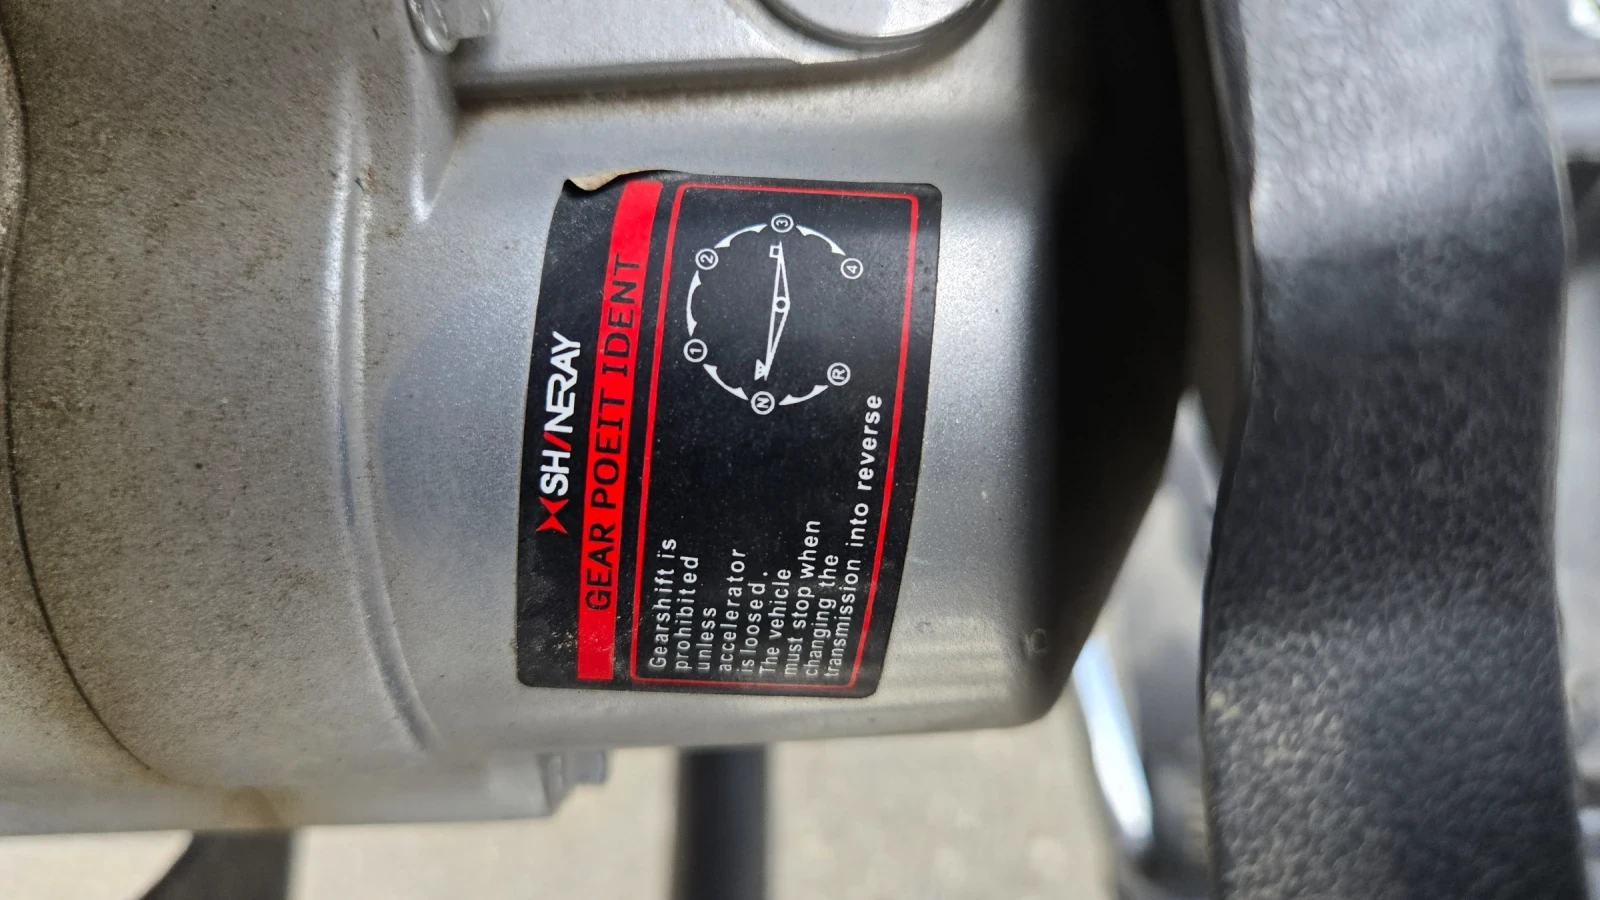 SHINERAY
GEAR POEIT IDENT
Gearshift is
prohibited
unless
accelerator
is loosed.
The vehicle
must stop when
changing the
transmission into reverse
R
N
1
2
3
4